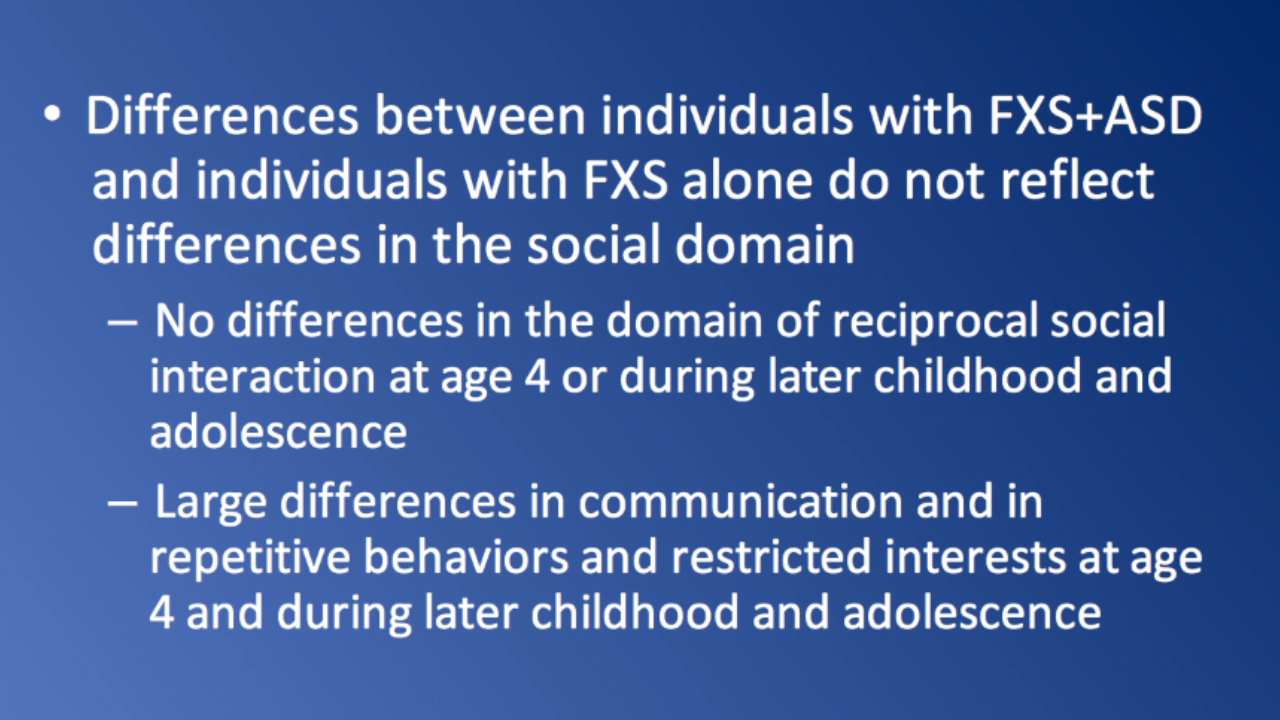 • Differences between individuals with FXS+ASD
and individuals with FXS alone do not reflect
differences in the social domain
– No differences in the domain of reciprocal social
interaction at age 4 or during later childhood and
adolescence
– Large differences in communication and in
repetitive behaviors and restricted interests at age
4 and during later childhood and adolescence